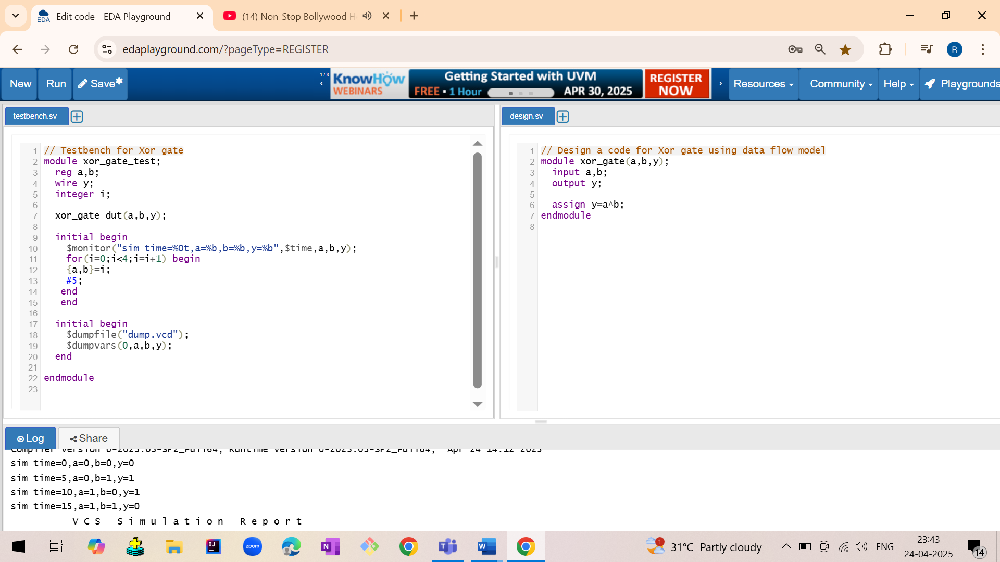 Edit code - EDA Playground
(14) Non-Stop Bollywood H
edaplayground.com/?pageType=REGISTER
R
New
Run
Save*
1/3
KnowHow
WEBINARS
Getting Started with UVM
FREE • 1 Hour
APR 30, 2025
REGISTER
NOW
Resources
Community
Help
Playgrounds
testbench.sv
1 // Testbench for Xor gate
2 module xor_gate_test;
3 reg a,b;
4 wire y;
5 integer i;
6
7 xor_gate dut(a,b,y);
8
9 initial begin
10 $monitor("sim time=%0t,a=%b,b=%b,y=%b",$time,a,b,y);
11 for(i=0;i<4;i=i+1) begin
12 {a,b}=i;
13 #5;
14 end
15 end
16
17 initial begin
18 $dumpfile("dump.vcd");
19 $dumpvars(0,a,b,y);
20 end
21
22 endmodule
23
design.sv
1 // Design a code for Xor gate using data flow model
2 module xor_gate(a,b,y);
3 input a,b;
4 output y;
5
6 assign y=a^b;
7 endmodule
8
Log
Share
sim time=0,a=0,b=0,y=0
sim time=5,a=0,b=1,y=1
sim time=10,a=1,b=0,y=1
sim time=15,a=1,b=1,y=0
V C S   S i m u l a t i o n   R e p o r t
IJ
zoom
N
T
W
1
31°C Partly cloudy
ENG
23:43
24-04-2025
14